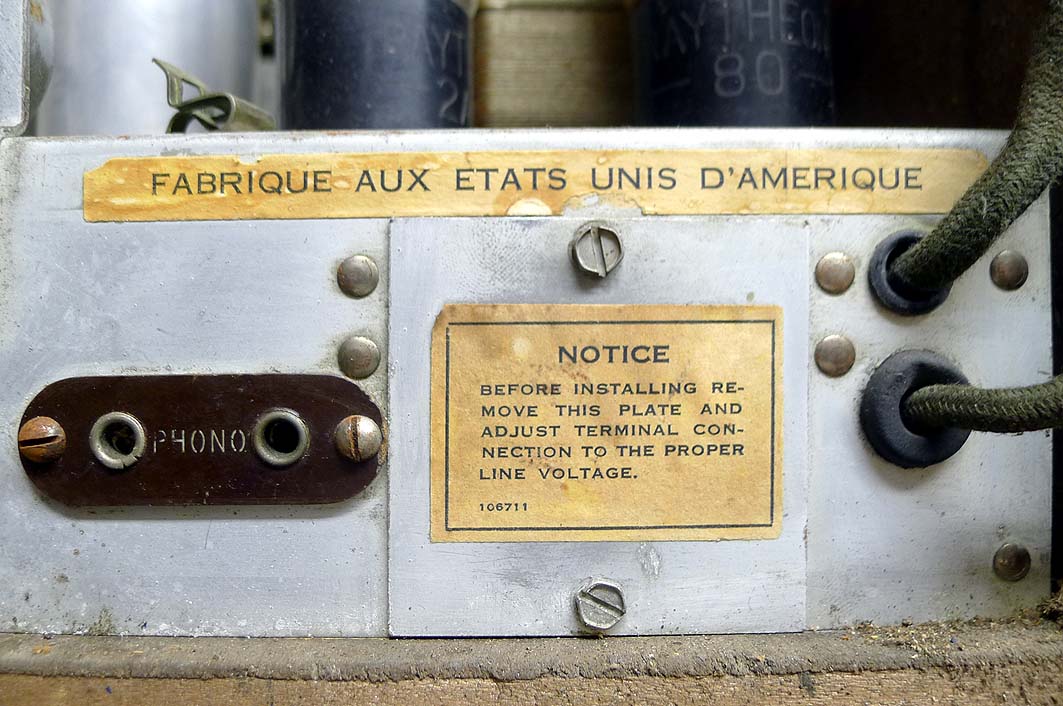 RAYTHEON
80
FABRIQUE AUX ETATS UNIS D'AMERIQUE
PHONO
NOTICE
BEFORE INSTALLING RE-
MOVE THIS PLATE AND
ADJUST TERMINAL CON-
NECTION TO THE PROPER
LINE VOLTAGE.
106711